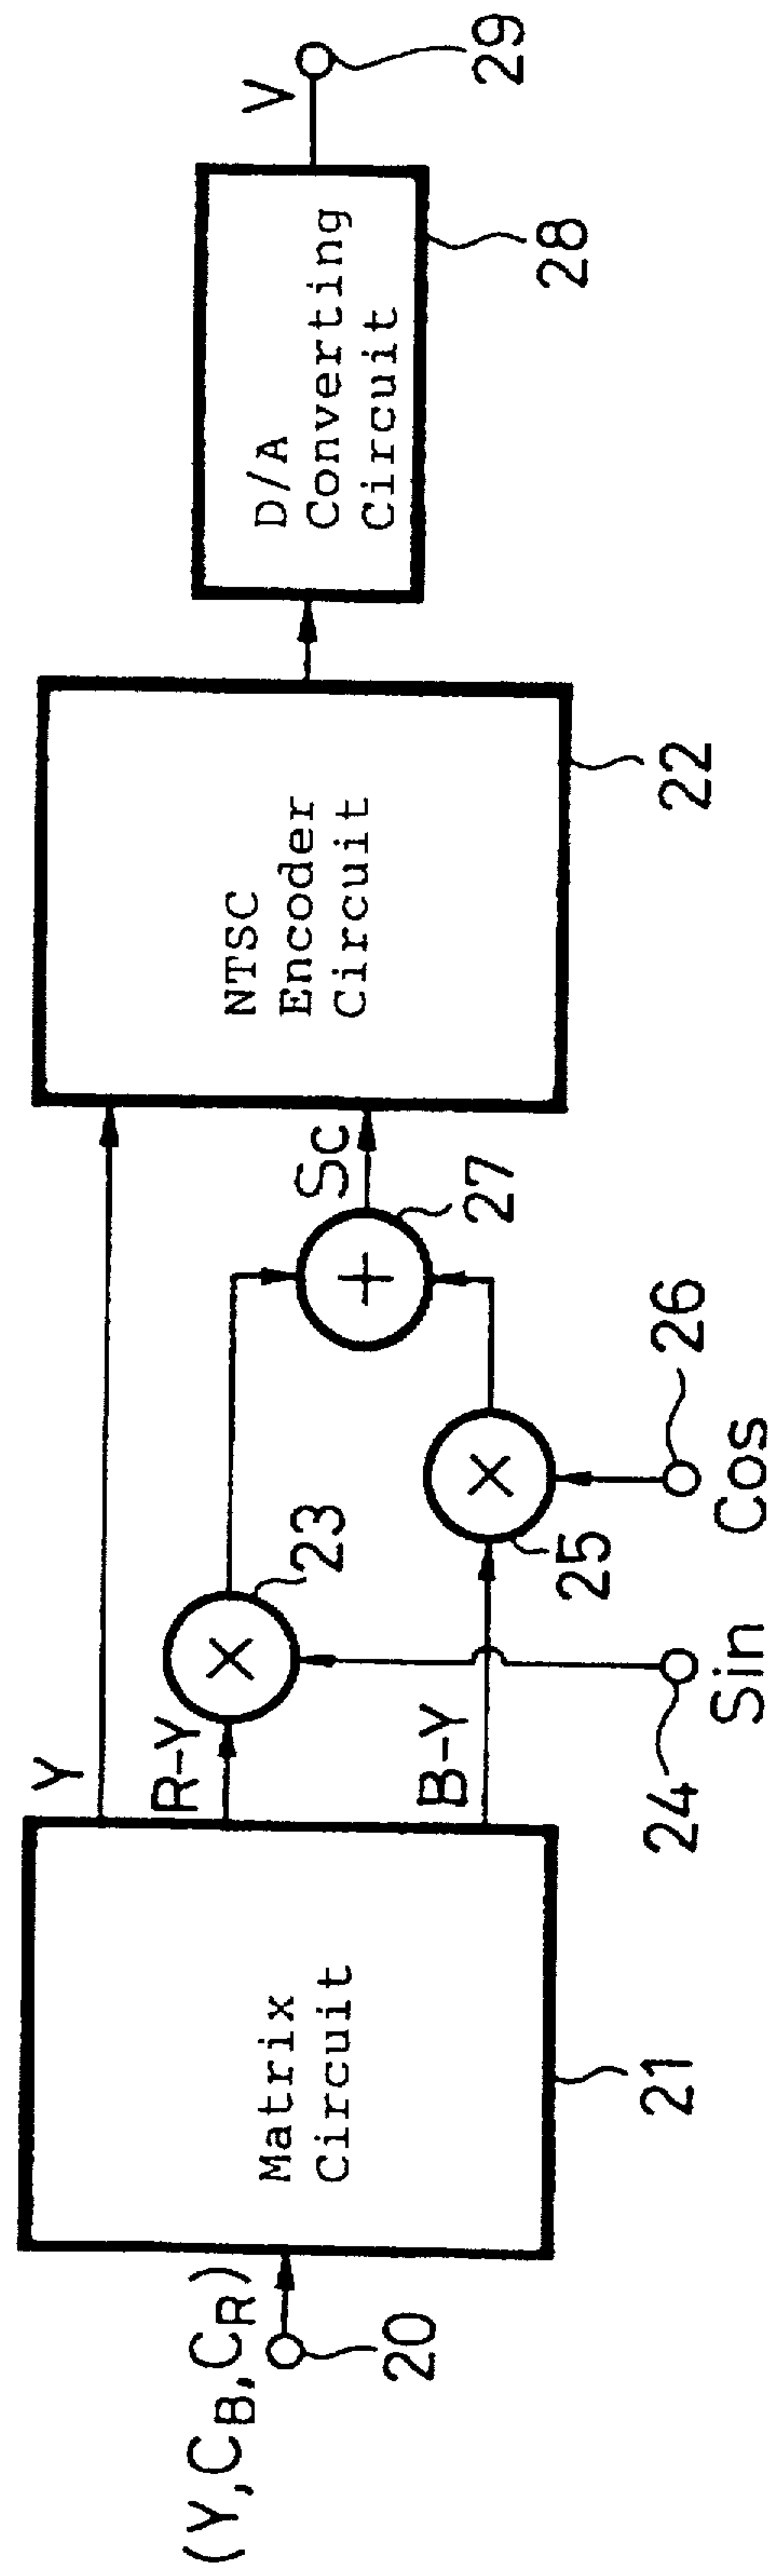 (Y,CB,CR)
20
Matrix
Circuit
21
Y
R-Y
B-Y
23
24
Sin
25
26
Cos
27
Sc
NTSC
Encoder
Circuit
22
D/A
Converting
Circuit
28
V
29